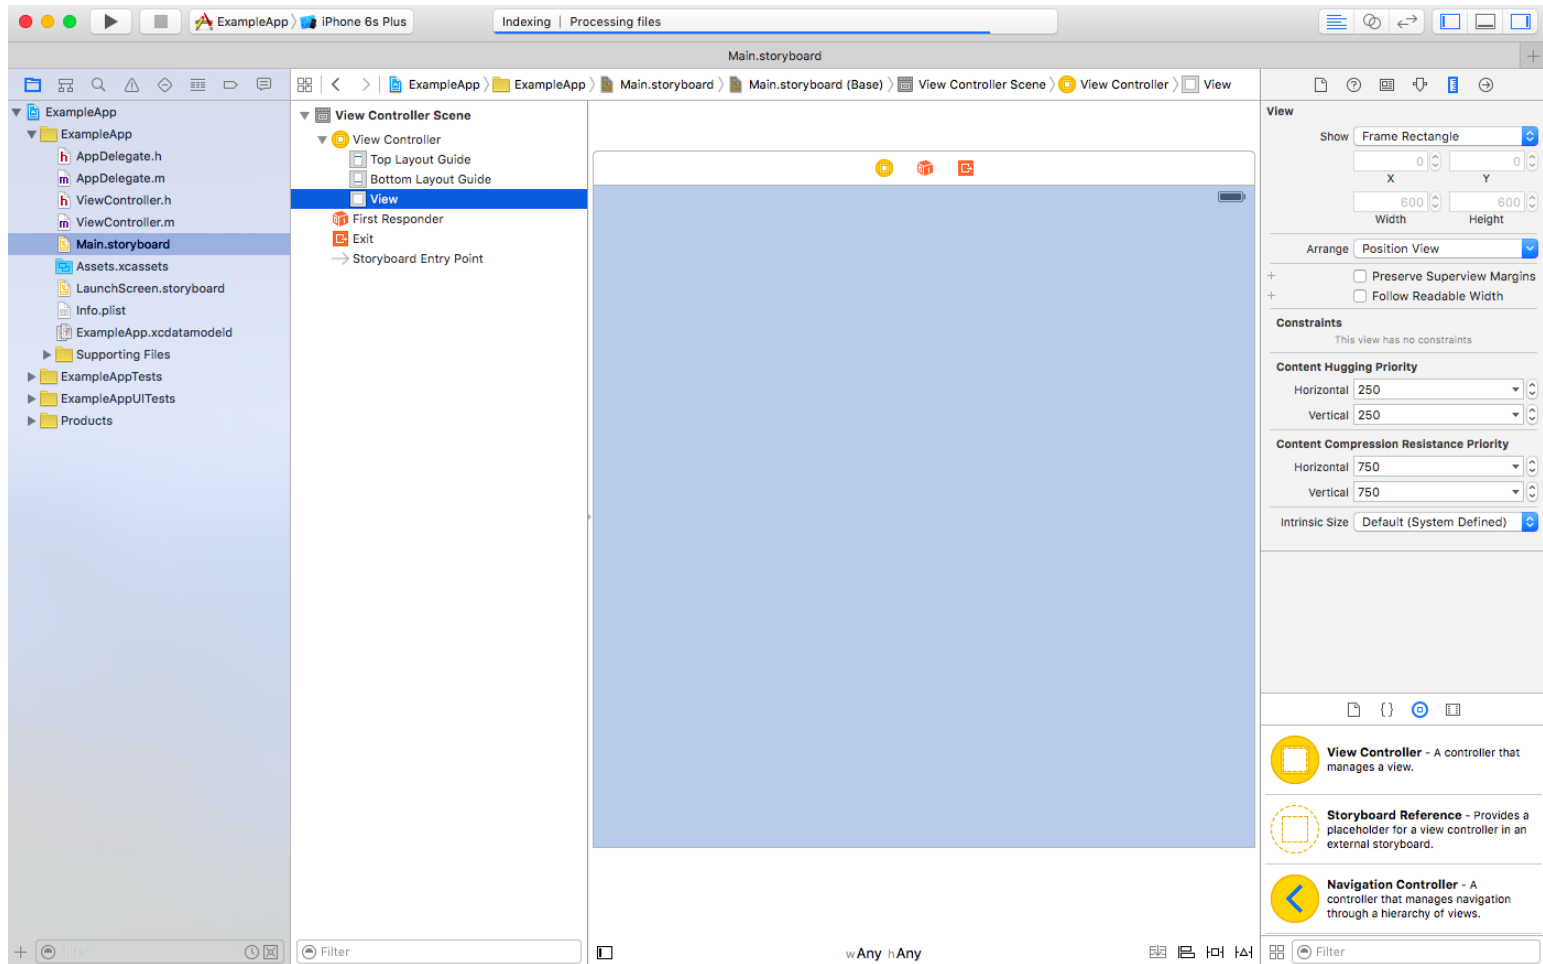 ExampleApp
iPhone 6s Plus
Indexing | Processing files
Main.storyboard
ExampleApp
ExampleApp
Main.storyboard
Main.storyboard (Base)
View Controller Scene
View Controller
View
ExampleApp
ExampleApp
AppDelegate.h
AppDelegate.m
ViewController.h
ViewController.m
Main.storyboard
Assets.xcassets
LaunchScreen.storyboard
Info.plist
ExampleApp.xcdatamodeld
Supporting Files
ExampleAppTests
ExampleAppUITests
Products
Filter
View Controller Scene
View Controller
Top Layout Guide
Bottom Layout Guide
View
First Responder
Exit
Storyboard Entry Point
Filter
wAny hAny
View
Show Frame Rectangle
0 0
X Y
600 600
Width Height
Arrange Position View
Preserve Superview Margins
Follow Readable Width
Constraints
This view has no constraints
Content Hugging Priority
Horizontal 250
Vertical 250
Content Compression Resistance Priority
Horizontal 750
Vertical 750
Intrinsic Size Default (System Defined)
View Controller - A controller that
manages a view.
Storyboard Reference - Provides a
placeholder for a view controller in an
external storyboard.
Navigation Controller - A
controller that manages navigation
through a hierarchy of views.
Filter